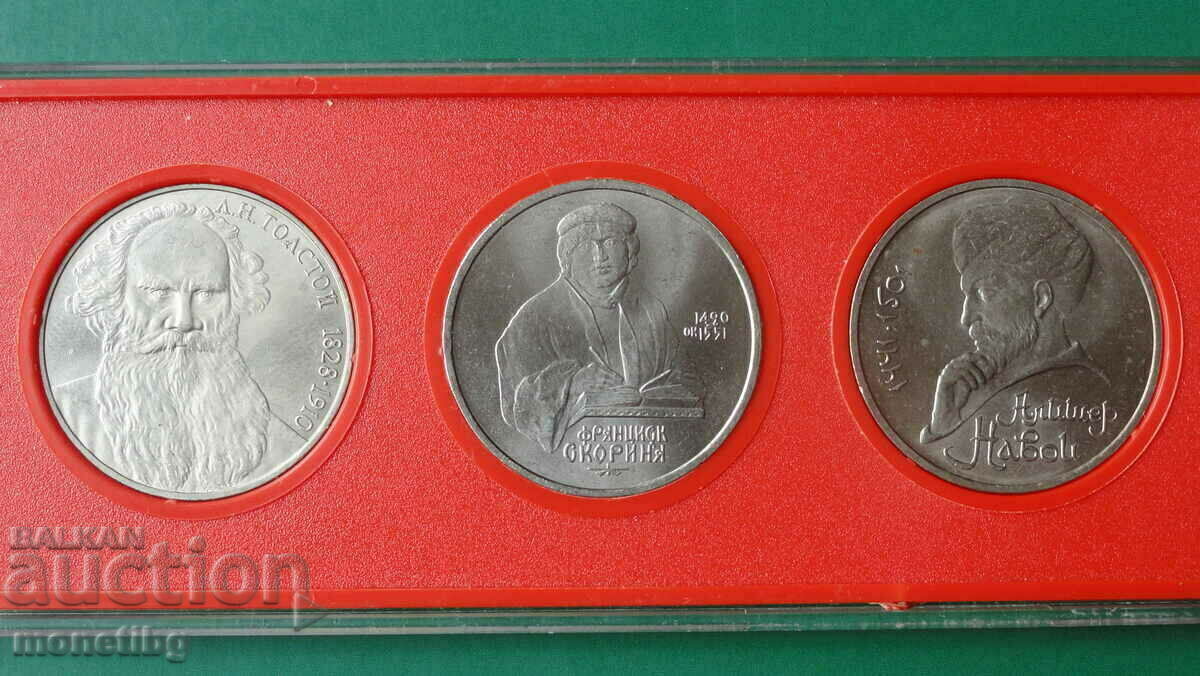 Л.Н. ТОЛСТОЙ 1828·1910
1490
ОК 1551
ФРАНЦИСК
СКОРИНА
1441·1501
Алишер
Навои
BALKAN
auction
monetibg